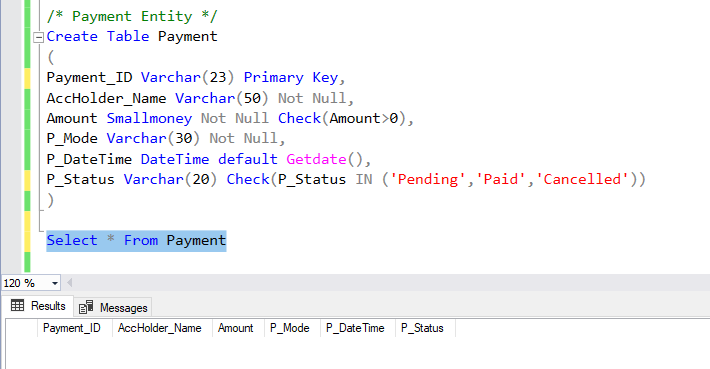 /* Payment Entity */
Create Table Payment
(
Payment_ID Varchar(23) Primary Key,
AccHolder_Name Varchar(50) Not Null,
Amount Smallmoney Not Null Check(Amount>0),
P_Mode Varchar(30) Not Null,
P_DateTime DateTime default Getdate(),
P_Status Varchar(20) Check(P_Status IN ('Pending','Paid','Cancelled'))
)
Select * From Payment
120 %
Results Messages
Payment_ID AccHolder_Name Amount P_Mode P_DateTime P_Status